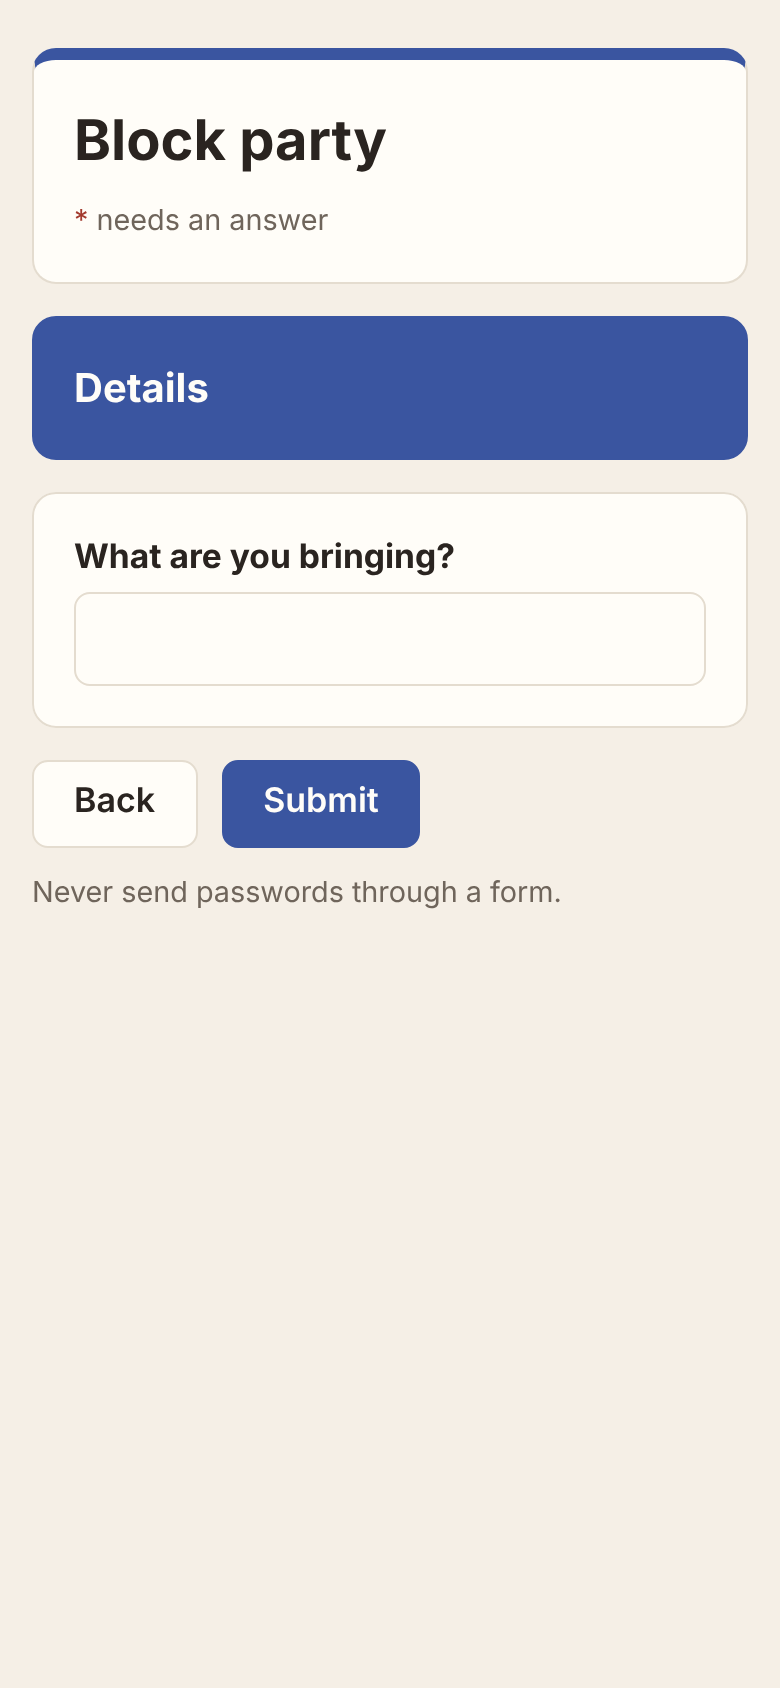 Block party
* needs an answer
Details
What are you bringing?
Back
Submit
Never send passwords through a form.